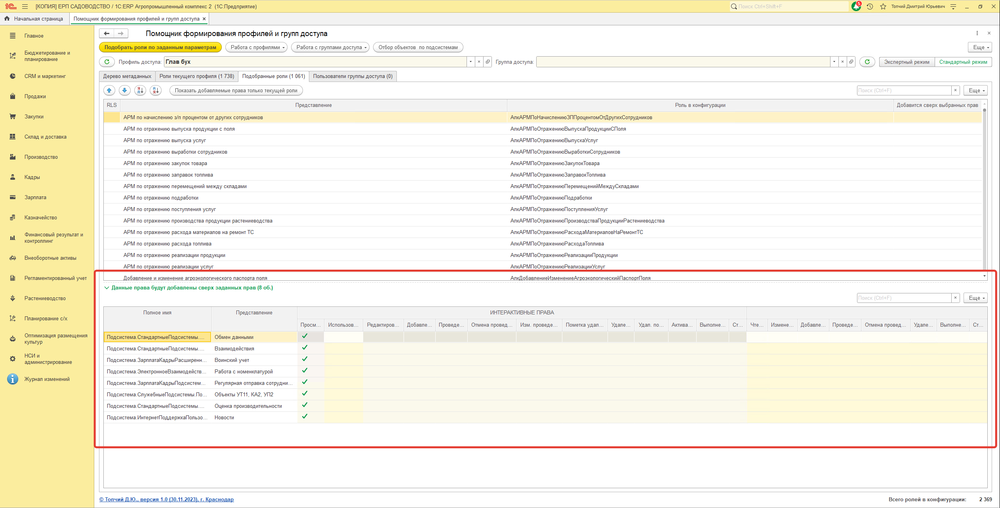 [КОПИЯ] ЕРП САДОВОДСТВО / 1С:ERP Агропромышленный комплекс 2 (1С:Предприятие)
Поиск Ctrl+Shift+F
5
Топчий Дмитрий Юрьевич
Начальная страница
Помощник формирования профилей и групп доступа ×
Главное
Бюджетирование и
планирование
CRM и маркетинг
Продажи
Закупки
Склад и доставка
Производство
Кадры
Зарплата
Казначейство
Финансовый результат и
контроллинг
Внеоборотные активы
Регламентированный учет
Растениеводство
Планирование с/х
Оптимизация размещения
культур
НСИ и
администрирование
Журнал изменений
Помощник формирования профилей и групп доступа
Подобрать роли по заданным параметрам
Работа с профилями
Работа с группами доступа
Отбор объектов по подсистемам
Еще
Профиль доступа: Глав бух
Группа доступа:
Экспертный режим
Стандартный режим
Дерево метаданных
Роли текущего профиля (1 738)
Подобранные роли (1 061)
Пользователи группы доступа (0)
Показать добавляемые права только текущей роли
Поиск (Ctrl+F)
Еще
RLS Представление Роль в конфигурации Добавится сверх выбранных прав
АРМ по начислению з/п процентом от других сотрудников АпкАРМПоНачислениюЗППроцентомОтДругихСотрудников
АРМ по отражению выпуска продукции с поля АпкАРМПоОтражениюВыпускаПродукцииСПоля
АРМ по отражению выпуска услуг АпкАРМПоОтражениюВыпускаУслуг
АРМ по отражению выработки сотрудников АпкАРМПоОтражениюВыработкиСотрудников
АРМ по отражению закупок товара АпкАРМПоОтражениюЗакупокТовара
АРМ по отражению заправок топлива АпкАРМПоОтражениюЗаправокТоплива
АРМ по отражению перемещений между складами АпкАРМПоОтражениюПеремещенийМеждуСкладами
АРМ по отражению подработки АпкАРМПоОтражениюПодработки
АРМ по отражению поступления услуг АпкАРМПоОтражениюПоступленияУслуг
АРМ по отражению производства продукции растениеводства АпкАРМПоОтражениюПроизводстваПродукцииРастениеводства
АРМ по отражению расхода материалов на ремонт ТС АпкАРМПоОтражениюРасходаМатериаловНаРемонтТС
АРМ по отражению расхода топлива АпкАРМПоОтражениюРасходаТоплива
АРМ по отражению реализации продукции АпкАРМПоОтражениюРеализацииПродукции
АРМ по отражению реализации услуг АпкАРМПоОтражениюРеализацииУслуг
Добавление и изменение агроэкологического паспорта поля АпкДобавлениеИзменениеАгроэкологическийПаспортПоля
Данные права будут добавлены сверх заданных прав (8 об.)
Поиск (Ctrl+F)
Еще
Полное имя Представление ИНТЕРАКТИВНЫЕ ПРАВА
Просм... Использов... Редактиров... Добавле... Проведе... Отмена провед... Изм. проведе... Пометка удал... Удале... Удал. по... Актива... Выполне... Ст... Чте... Измене... Добавле... Проведе... Отмена провед... Удале... Выполне... Ст...
Подсистема.СтандартныеПодсистемы.... Обмен данными
Подсистема.СтандартныеПодсистемы.... Взаимодействия
Подсистема.ЗарплатаКадрыРасширенн... Воинский учет
Подсистема.ЭлектронноеВзаимодейств... Работа с номенклатурой
Подсистема.ЗарплатаКадрыПодсистем... Регулярная отправка сотрудни...
Подсистема.СлужебныеПодсистемы.По... Объекты УТ11, КА2, УП2
Подсистема.СтандартныеПодсистемы.... Оценка производительности
Подсистема.ИнтернетПоддержкаПользо... Новости
© Топчий Д.Ю., версия 1.0 (30.11.2023), г. Краснодар
Всего ролей в конфигурации: 2 369